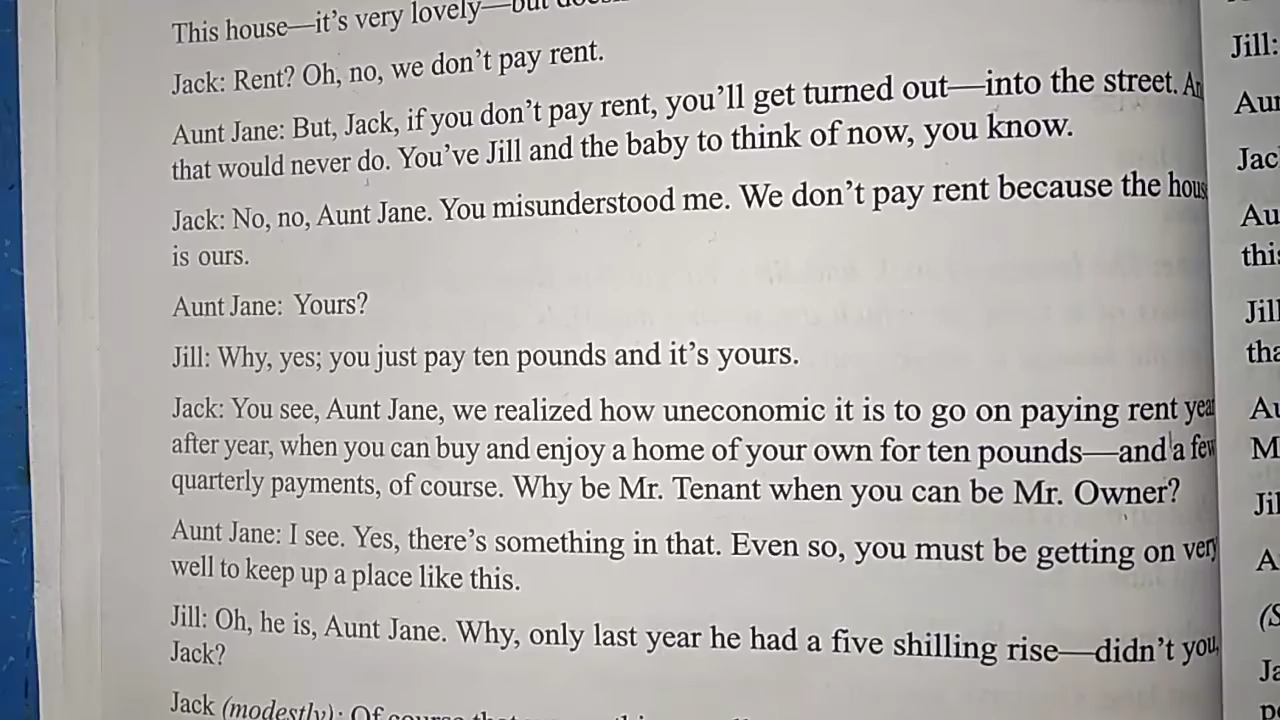 This house—it's very lovely—but
Jack: Rent? Oh, no, we don't pay rent.
Aunt Jane: But, Jack, if you don't pay rent, you'll get turned out—into the street.
that would never do. You've Jill and the baby to think of now, you know.
Jack: No, no, Aunt Jane. You misunderstood me. We don't pay rent because the
is ours.
Aunt Jane: Yours?
Jill: Why, yes; you just pay ten pounds and it's yours.
Jack: You see, Aunt Jane, we realized how uneconomic it is to go on paying rent year
after year, when you can buy and enjoy a home of your own for ten pounds—and a few
quarterly payments, of course. Why be Mr. Tenant when you can be Mr. Owner?
Aunt Jane: I see. Yes, there's something in that. Even so, you must be getting on very
well to keep up a place like this.
Jill: Oh, he is, Aunt Jane. Why, only last year he had a five shilling rise—didn't you,
Jack?
Jack (modestly): Of course
Jill: